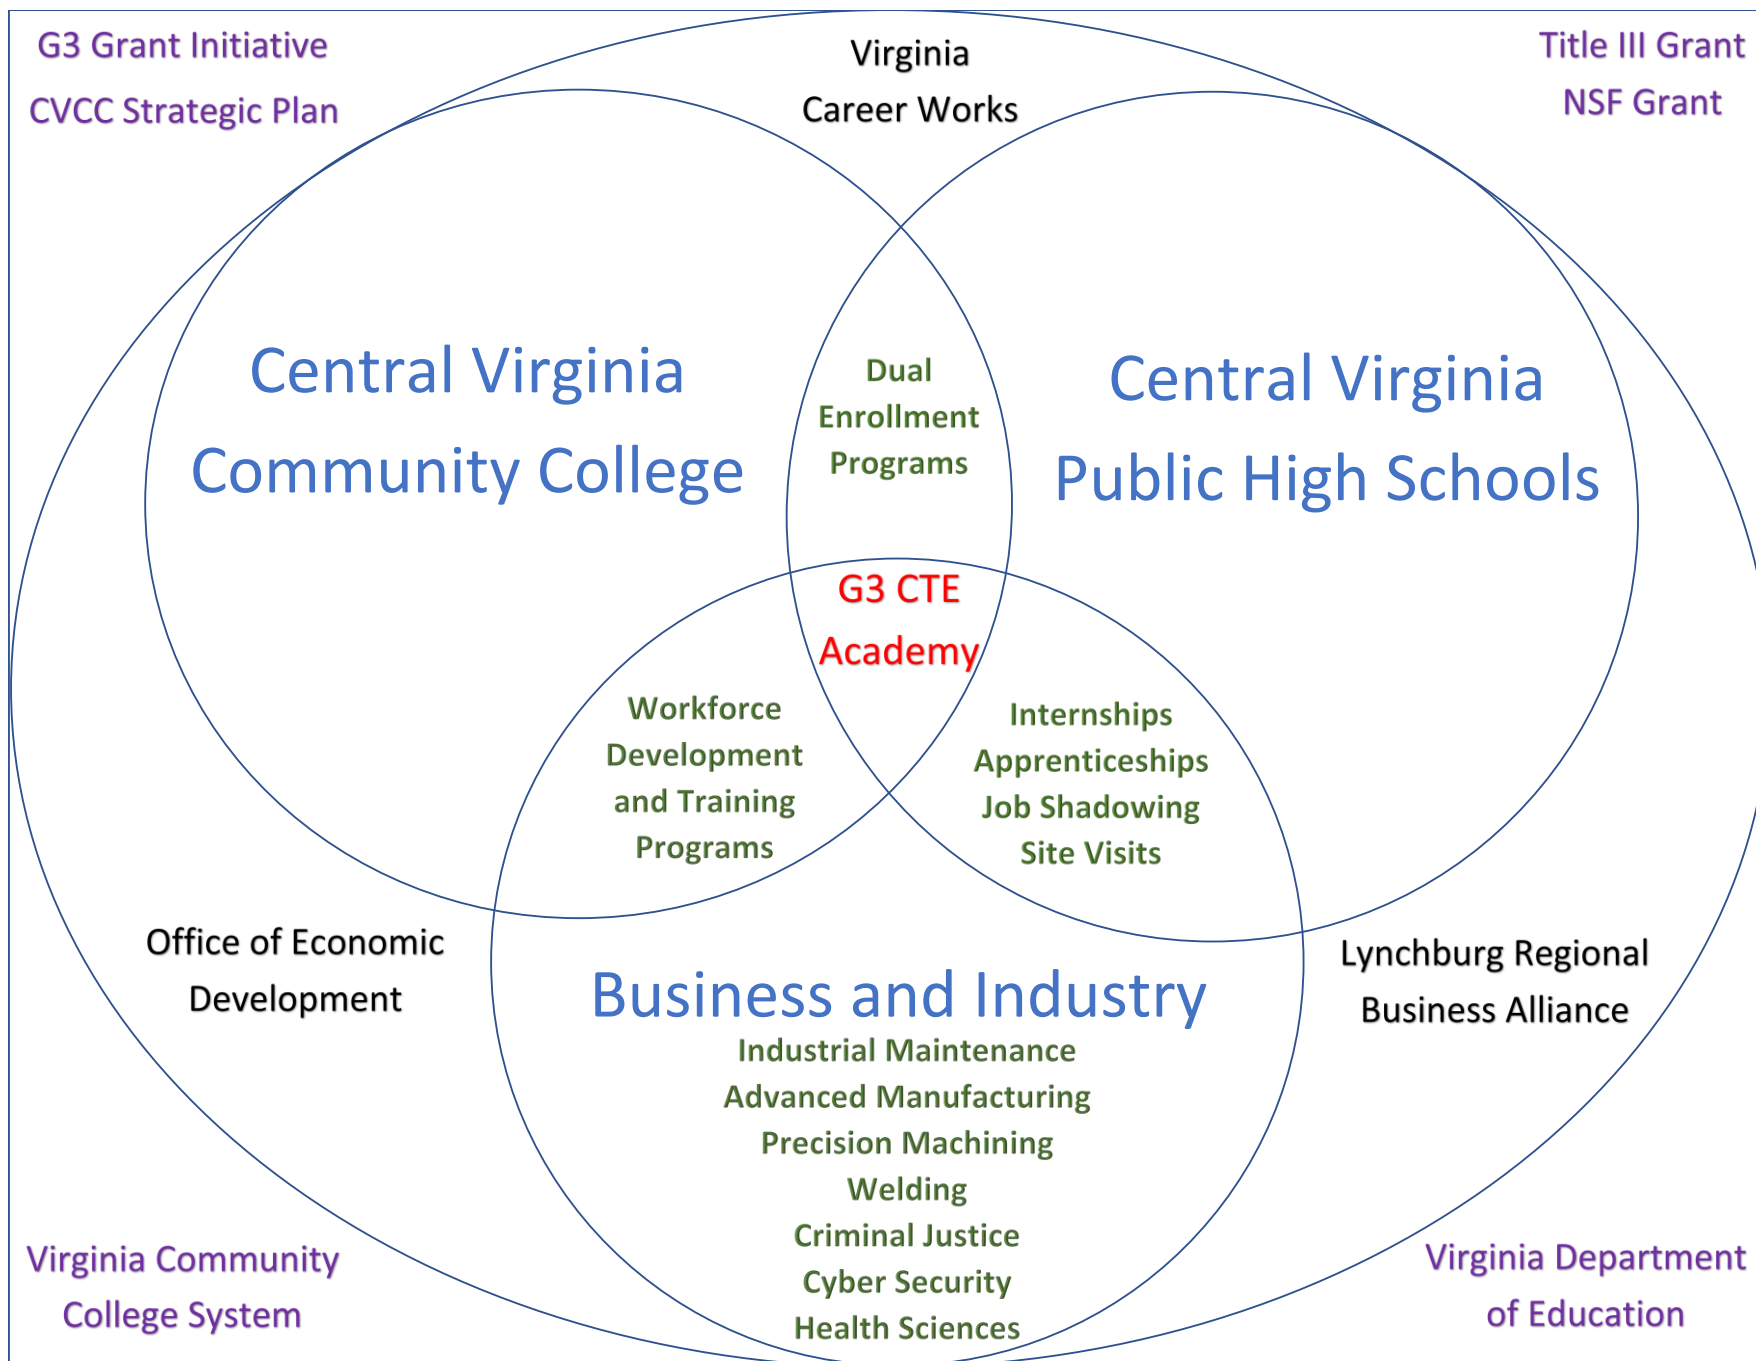 G3 Grant Initiative
CVCC Strategic Plan
Virginia
Career Works
Title III Grant
NSF Grant
Central Virginia
Community College
Dual
Enrollment
Programs
Central Virginia
Public High Schools
G3 CTE
Academy
Workforce
Development
and Training
Programs
Internships
Apprenticeships
Job Shadowing
Site Visits
Office of Economic
Development
Business and Industry
Industrial Maintenance
Advanced Manufacturing
Precision Machining
Welding
Criminal Justice
Cyber Security
Health Sciences
Lynchburg Regional
Business Alliance
Virginia Community
College System
Virginia Department
of Education